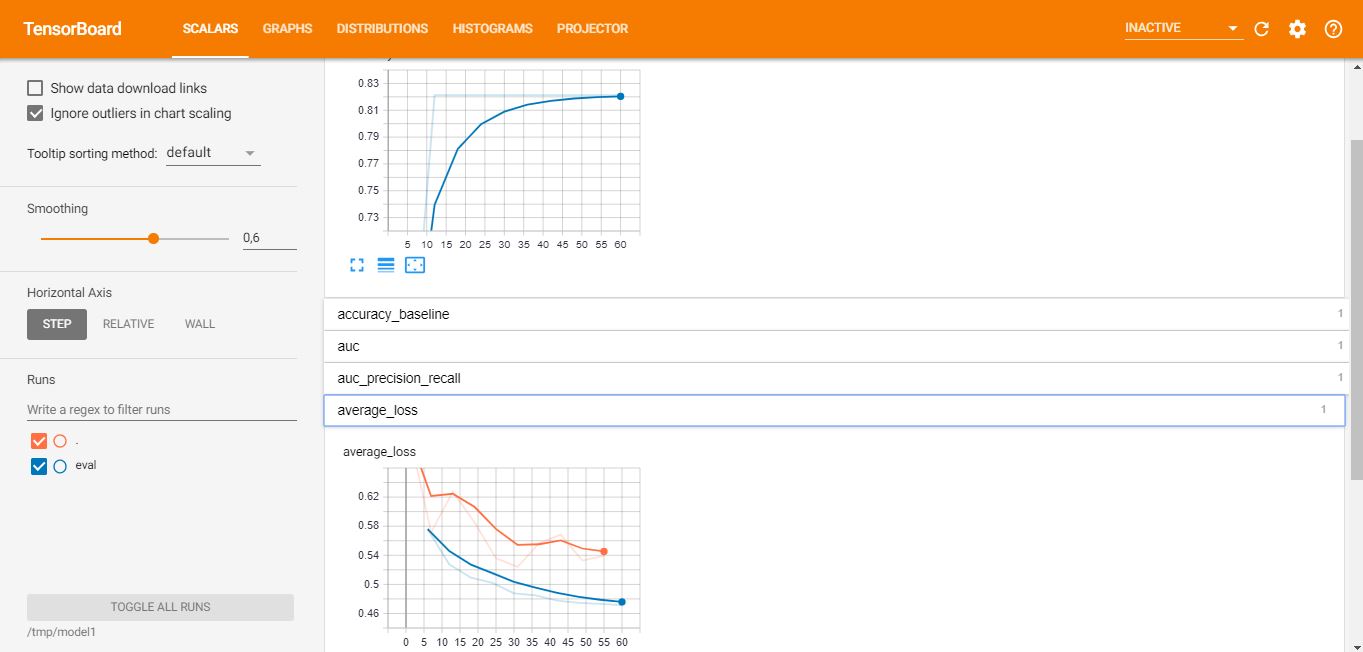 TensorBoard SCALARS GRAPHS DISTRIBUTIONS HISTOGRAMS PROJECTOR INACTIVE
Show data download links
Ignore outliers in chart scaling
Tooltip sorting method: default
Smoothing
0,6
Horizontal Axis
STEP RELATIVE WALL
Runs
Write a regex to filter runs
.
eval
TOGGLE ALL RUNS
/tmp/model1
0.83
0.81
0.79
0.77
0.75
0.73
5 10 15 20 25 30 35 40 45 50 55 60
accuracy_baseline 1
auc 1
auc_precision_recall 1
average_loss 1
average_loss
0.62
0.58
0.54
0.5
0.46
0 5 10 15 20 25 30 35 40 45 50 55 60